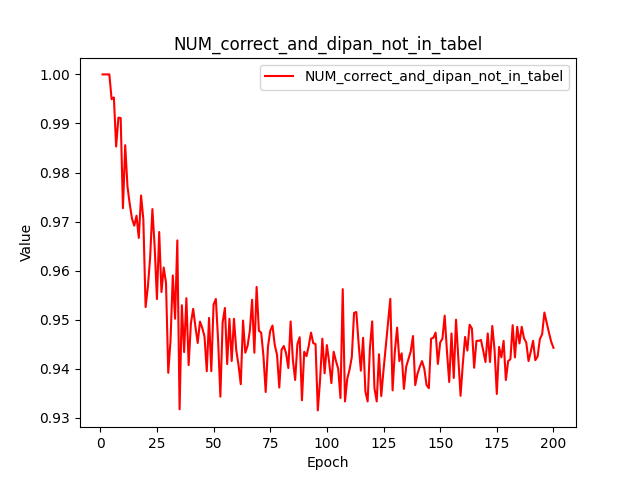 NUM_correct_and_dipan_not_in_tabel
NUM_correct_and_dipan_not_in_tabel
1.00
0.99
0.98
0.97
0.96
0.95
0.94
0.93
Value
0 25 50 75 100 125 150 175 200
Epoch